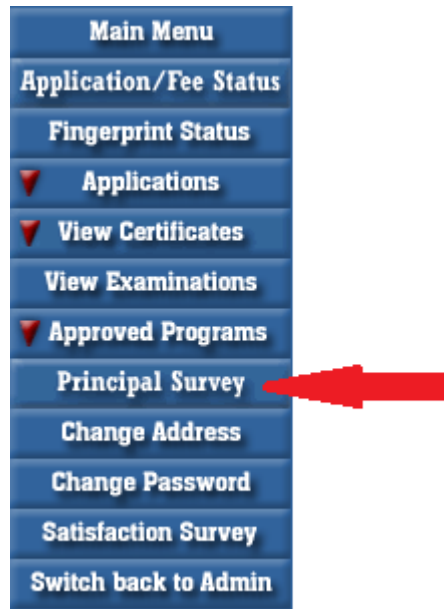 Main Menu
Application/Fee Status
Fingerprint Status
Applications
View Certificates
View Examinations
Approved Programs
Principal Survey
Change Address
Change Password
Satisfaction Survey
Switch back to Admin